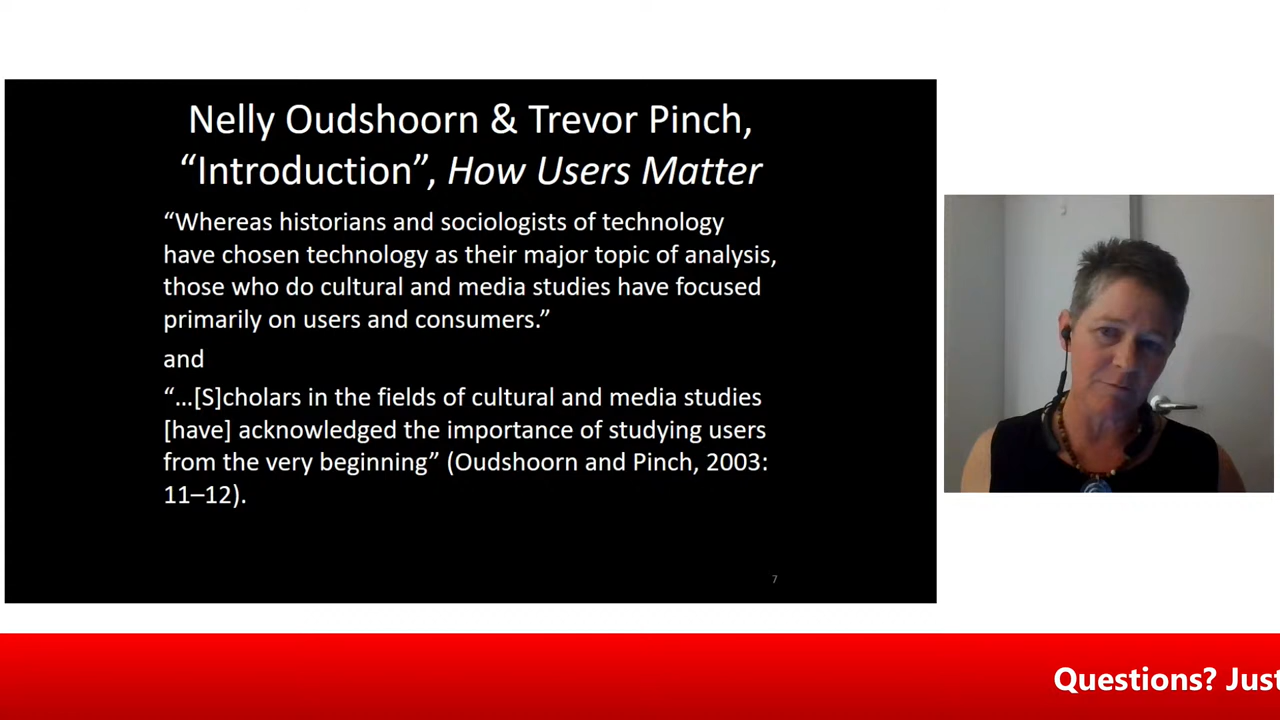 Nelly Oudshoorn & Trevor Pinch,
“Introduction”, How Users Matter
“Whereas historians and sociologists of technology
have chosen technology as their major topic of analysis,
those who do cultural and media studies have focused
primarily on users and consumers.”
and
“…[S]cholars in the fields of cultural and media studies
[have] acknowledged the importance of studying users
from the very beginning” (Oudshoorn and Pinch, 2003:
11–12).
7
Questions? Just